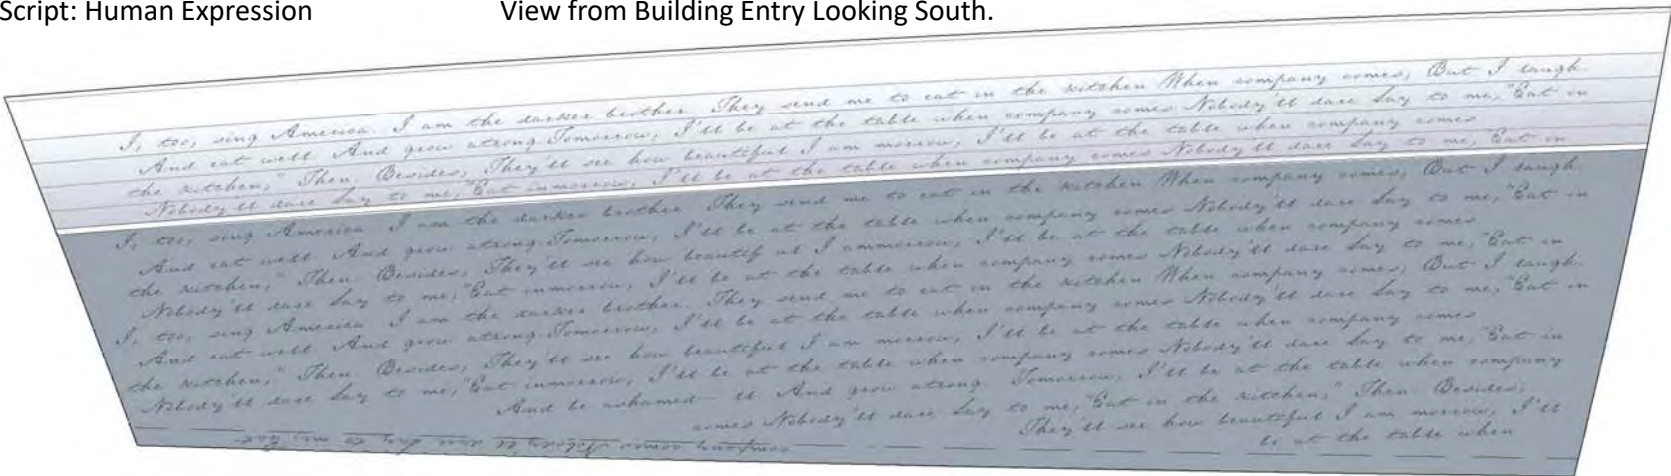 Script: Human Expression
View from Building Entry Looking South.
I, too, sing America. I am the darker brother. They send me to eat in the kitchen When company comes, But I laugh.
And eat well. And grow strong. Tomorrow, I'll be at the table when company comes Nobody'll dare Say to me, "Eat in
the kitchen," Then. Besides, They'll see how beautiful I am morrow, I'll be at the table when company comes
Nobody'll dare Say to me, "Eat inmorrow, I'll be at the table when company comes Nobody'll dare Say to me, "Eat in
I, too, sing America. I am the darker brother. They send me to eat in the kitchen When company comes, But I laugh.
And eat well. And grow strong. Tomorrow, I'll be at the table when company comes Nobody'll dare Say to me, "Eat in
the kitchen," Then. Besides, They'll see how beautif ul I ammorrow, I'll be at the table when company comes
Nobody'll dare Say to me, "Eat inmorrow, I'll be at the table when company comes Nobody'll dare Say to me, "Eat in
I, too, sing America. I am the darker brother. They send me to eat in the kitchen When company comes, But I laugh.
And eat well. And grow strong. Tomorrow, I'll be at the table when company comes Nobody'll dare Say to me, "Eat in
the kitchen," Then. Besides, They'll see how beautiful I am morrow, I'll be at the table when company comes
Nobody'll dare Say to me, "Eat inmorrow, I'll be at the table when company comes Nobody'll dare Say to me, "Eat in
And be ashamed— ll. And grow strong. Tomorrow, I'll be at the table when company
comes Nobody'll dare Say to me, "Eat in the kitchen," Then. Besides,
They'll see how beautiful I am morrow, I'll
be at the table when
company comes Nobody'll dare Say to me,